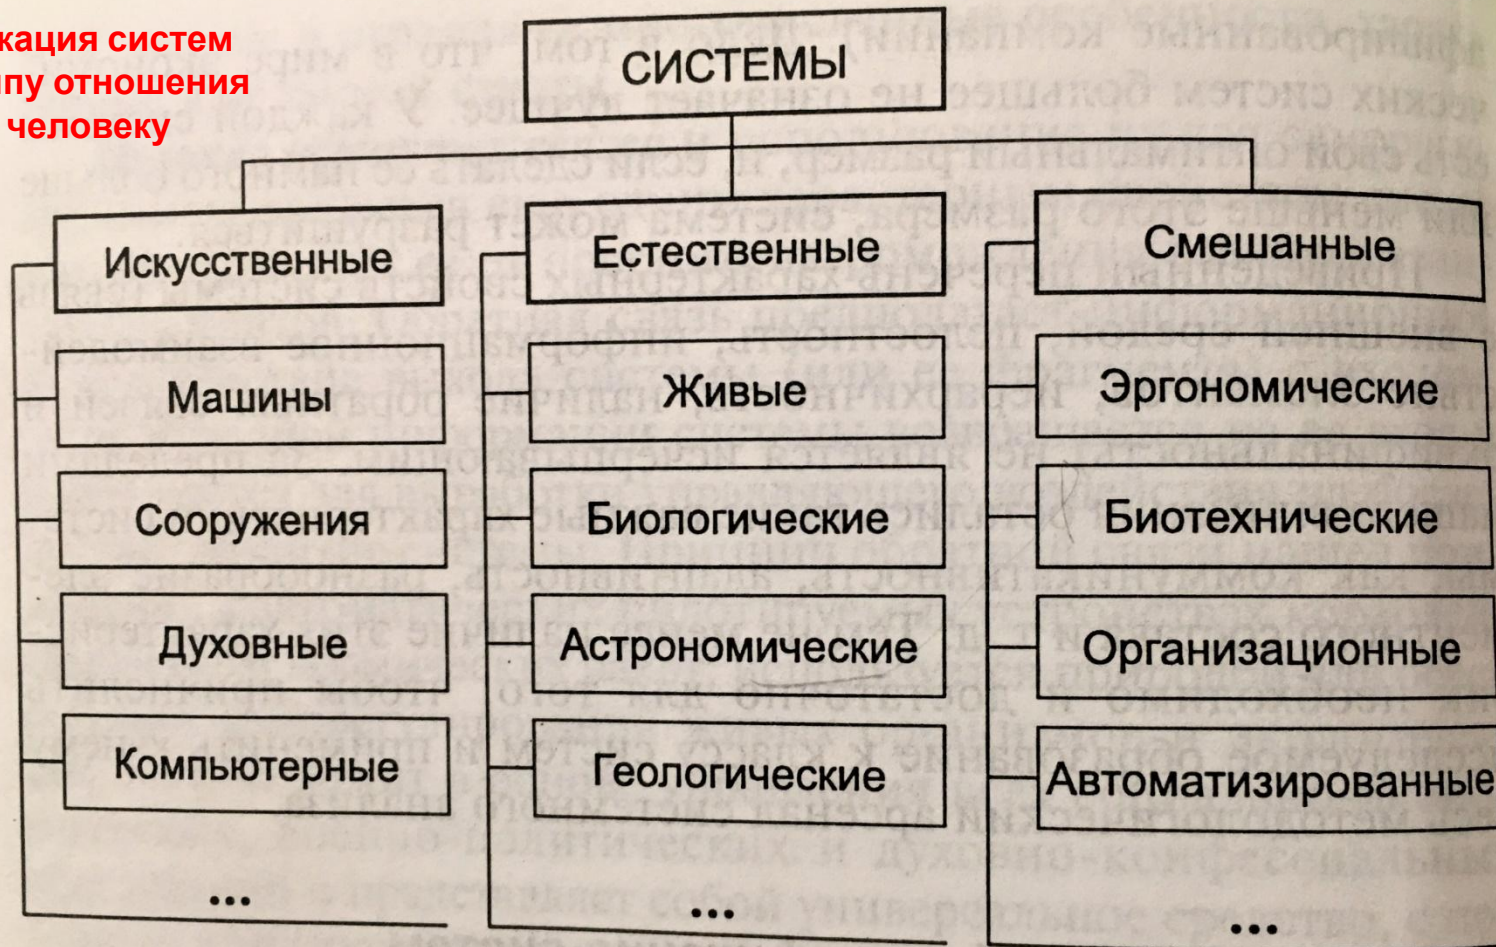 кация систем
пу отношения
человеку
СИСТЕМЫ
Искусственные
Машины
Сооружения
Духовные
Компьютерные
...
Естественные
Живые
Биологические
Астрономические
Геологические
...
Смешанные
Эргономические
Биотехнические
Организационные
Автоматизированные
...